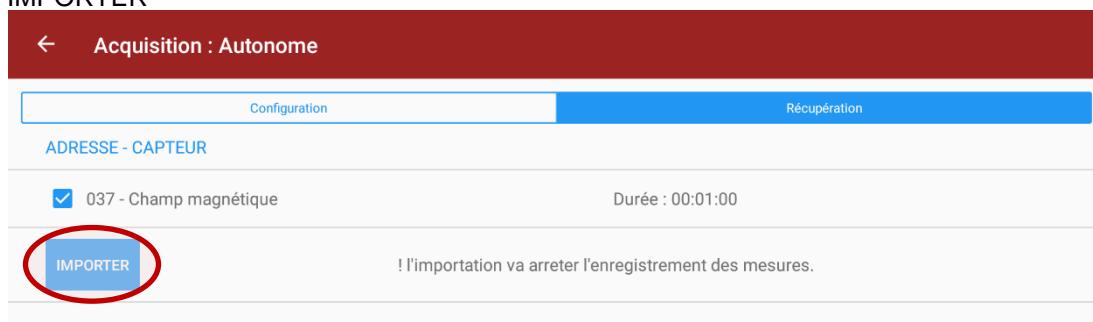 IMPORTER
Acquisition : Autonome
Configuration
Récupération
ADRESSE - CAPTEUR
037 - Champ magnétique
Durée : 00:01:00
IMPORTER
! l'importation va arreter l'enregistrement des mesures.